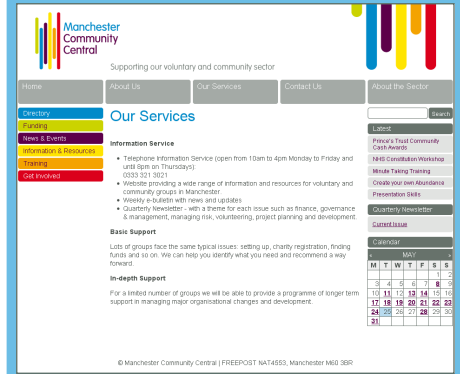 Manchester
Community
Central
Supporting our voluntary and community sector
Home
About Us
Our Services
Contact Us
About the Sector
Directory
Funding
News & Events
Information & Resources
Training
Get Involved
Our Services
Information Service
Telephone Information Service (open from 10am to 4pm Monday to Friday and
until 8pm on Thursdays):
0333 321 3021
Website providing a wide range of information and resources for voluntary and
community groups in Manchester.
Weekly e-bulletin with news and updates
Quarterly Newsletter - with a theme for each issue such as finance, governance
& management, managing risk, volunteering, project planning and development.
Basic Support
Lots of groups face the same typical issues: setting up, charity registration, finding
funds and so on. We can help you identify what you need and recommend a way
forward.
In-depth Support
For a limited number of groups we will be able to provide a programme of longer term
support in managing major organisational changes and development.
Search
Latest
Prince's Trust Community
Cash Awards
NHS Constitution Workshop
Minute Taking Training
Create your own Abundance
Presentation Skills
Quarterly Newsletter
Current Issue
Calendar
« MAY »
M T W T F S S
1 2
3 4 5 6 7 8 9
10 11 12 13 14 15 16
17 18 19 20 21 22 23
24 25 26 27 28 29 30
31
© Manchester Community Central | FREEPOST NAT4553, Manchester M60 3BR